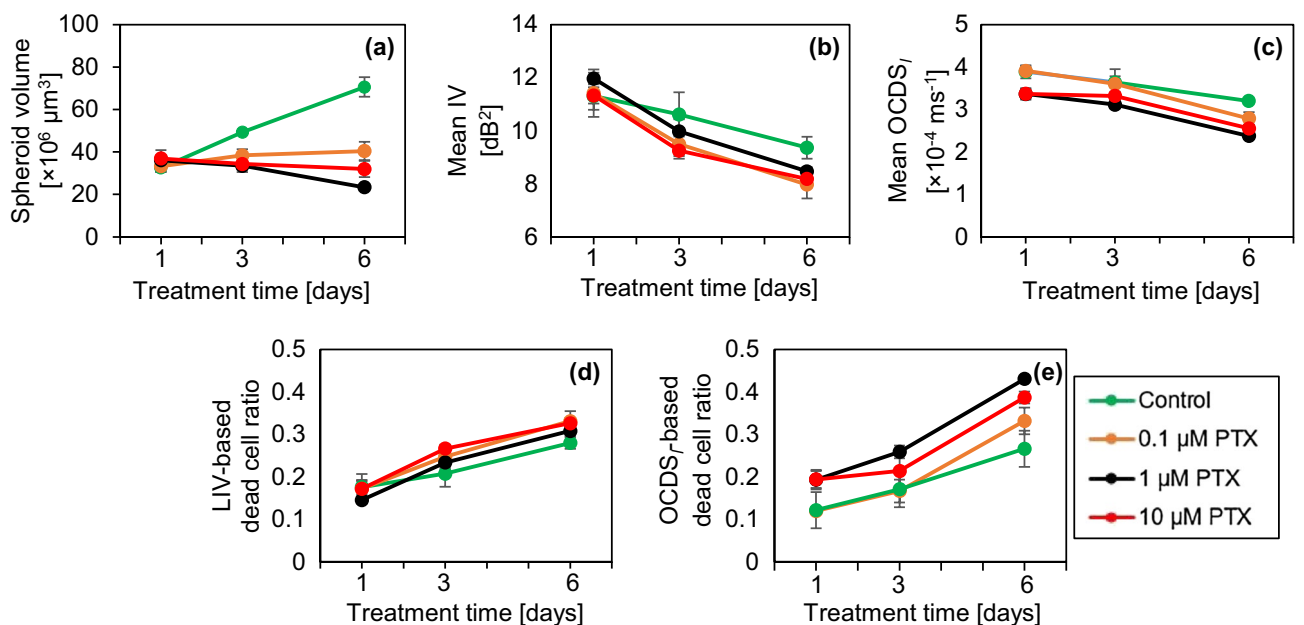 (a)
Spheroid volume
[×10⁶ µm³]
100
80
60
40
20
0
1 3 6
Treatment time [days]
(b)
Mean IV
[dB²]
14
12
10
8
6
1 3 6
Treatment time [days]
(c)
Mean OCDSₗ
[×10⁻⁴ ms⁻¹]
5
4
3
2
1
0
1 3 6
Treatment time [days]
(d)
LIV-based
dead cell ratio
0.5
0.4
0.3
0.2
0.1
0
1 3 6
Treatment time [days]
(e)
OCDSₗ-based
dead cell ratio
0.5
0.4
0.3
0.2
0.1
0
1 3 6
Treatment time [days]
Control
0.1 µM PTX
1 µM PTX
10 µM PTX